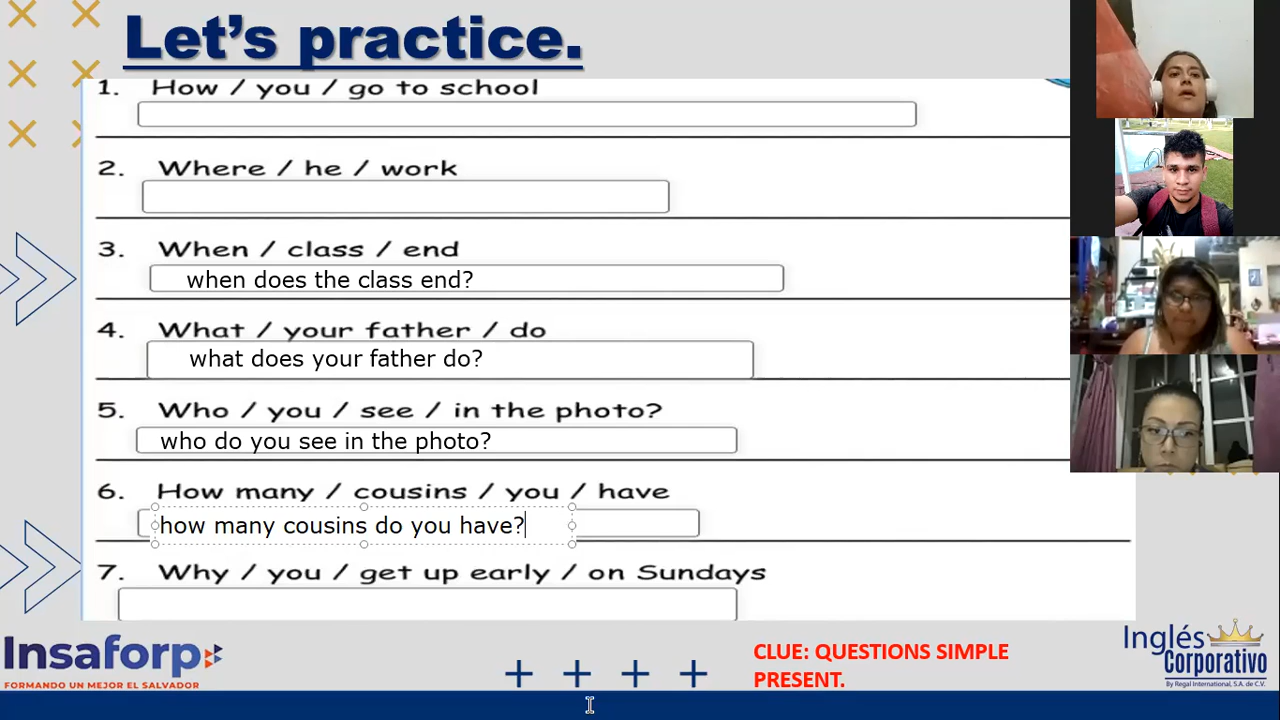 Let's practice.
1. How / you / go to school
2. Where / he / work
3. When / class / end
when does the class end?
4. What / your father / do
what does your father do?
5. Who / you / see / in the photo?
who do you see in the photo?
6. How many / cousins / you / have
how many cousins do you have?
7. Why / you / get up early / on Sundays
Insaforp
FORMANDO UN MEJOR EL SALVADOR
CLUE: QUESTIONS SIMPLE
PRESENT.
Inglés
Corporativo
By Regal International, S.A. de C.V.